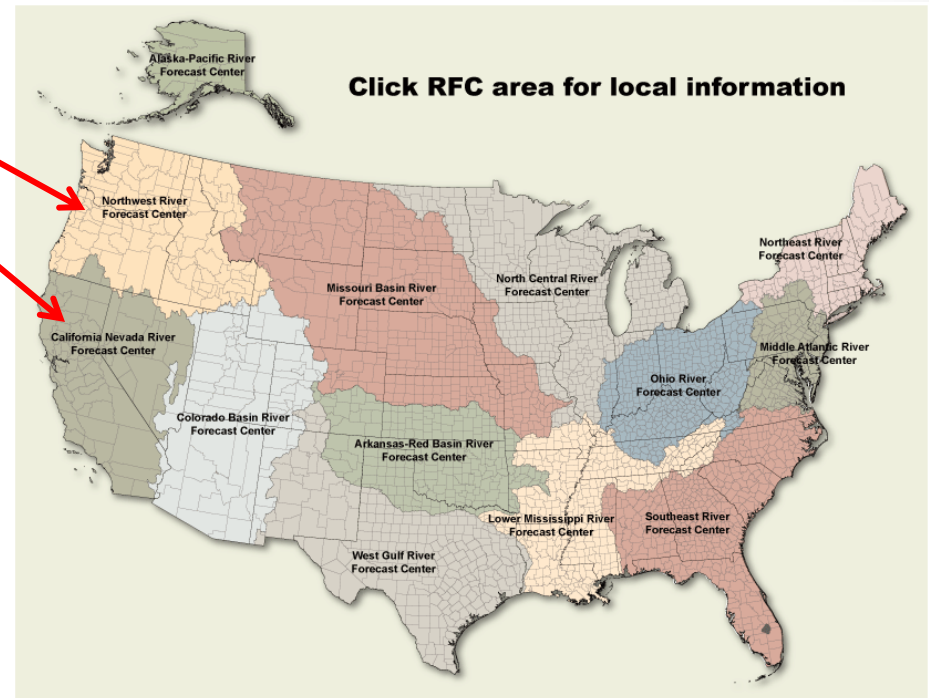 Alaska-Pacific River
Forecast Center
Click RFC area for local information
Northwest River
Forecast Center
Northeast River
Forecast Center
Missouri Basin River
Forecast Center
North Central River
Forecast Center
California Nevada River
Forecast Center
Middle Atlantic River
Forecast Center
Ohio River
Forecast Center
Colorado Basin River
Forecast Center
Arkansas-Red Basin River
Forecast Center
Lower Mississippi River
Forecast Center
Southeast River
Forecast Center
West Gulf River
Forecast Center